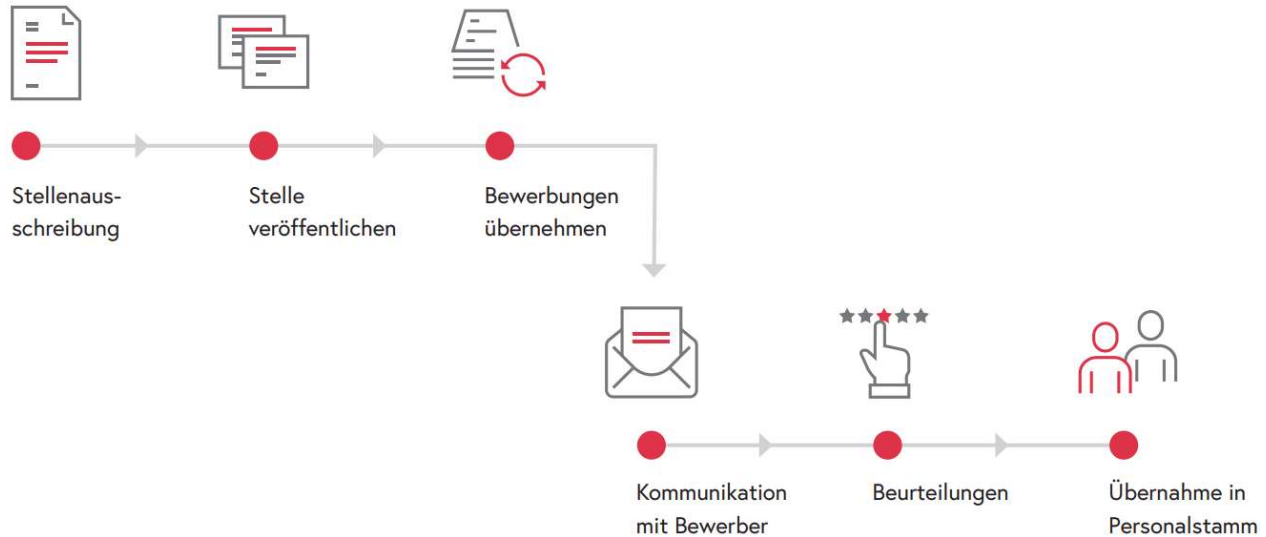 Stellenaus-
schreibung
Stelle
veröffentlichen
Bewerbungen
übernehmen
Kommunikation
mit Bewerber
Beurteilungen
Übernahme in
Personalstamm